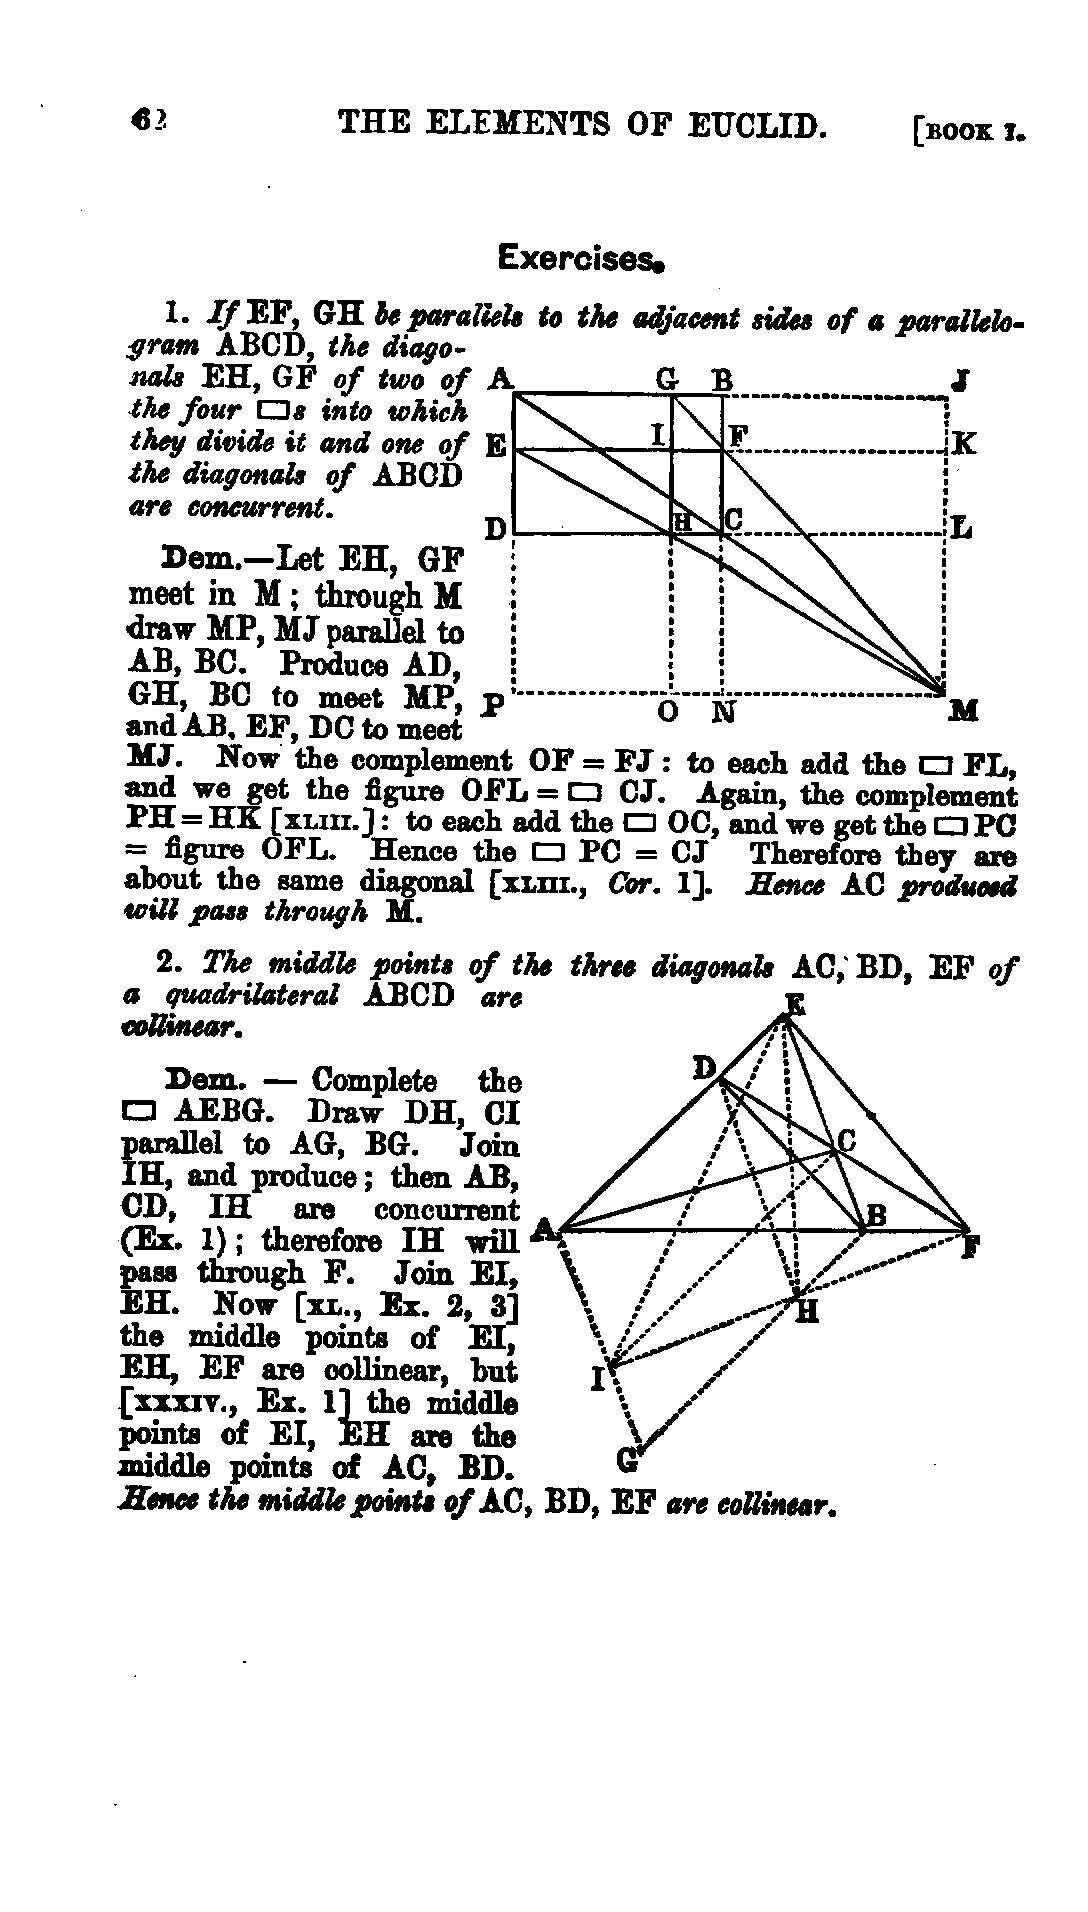 62 THE ELEMENTS OF EUCLID. [BOOK I.
Exercises.
1. If EF, GH be parallels to the adjacent sides of a parallelo-
gram ABCD, the diago-
nals EH, GF of two of
the four ▭s into which
they divide it and one of
the diagonals of ABCD
are concurrent.
A G B J
E I F K
D H C L
P O N M
Dem.—Let EH, GF
meet in M; through M
draw MP, MJ parallel to
AB, BC. Produce AD,
GH, BC to meet MP,
and AB, EF, DC to meet
MJ. Now the complement OF = FJ: to each add the ▭ FL,
and we get the figure OFL = ▭ CJ. Again, the complement
PH = HK [XLIII.]: to each add the ▭ OC, and we get the ▭ PC
= figure OFL. Hence the ▭ PC = CJ Therefore they are
about the same diagonal [XLIII., Cor. 1]. Hence AC produced
will pass through M.
2. The middle points of the three diagonals AC, BD, EF of
a quadrilateral ABCD are
collinear.
Dem. — Complete the
▭ AEBG. Draw DH, CI
parallel to AG, BG. Join
IH, and produce; then AB,
CD, IH are concurrent
(Ex. 1); therefore IH will
pass through F. Join EI,
EH. Now [XL., Ex. 2, 3]
the middle points of EI,
EH, EF are collinear, but
[XXXIV., Ex. 1] the middle
points of EI, EH are the
middle points of AC, BD.
Hence the middle points of AC, BD, EF are collinear.
E
D
C
A B F
H
I
G